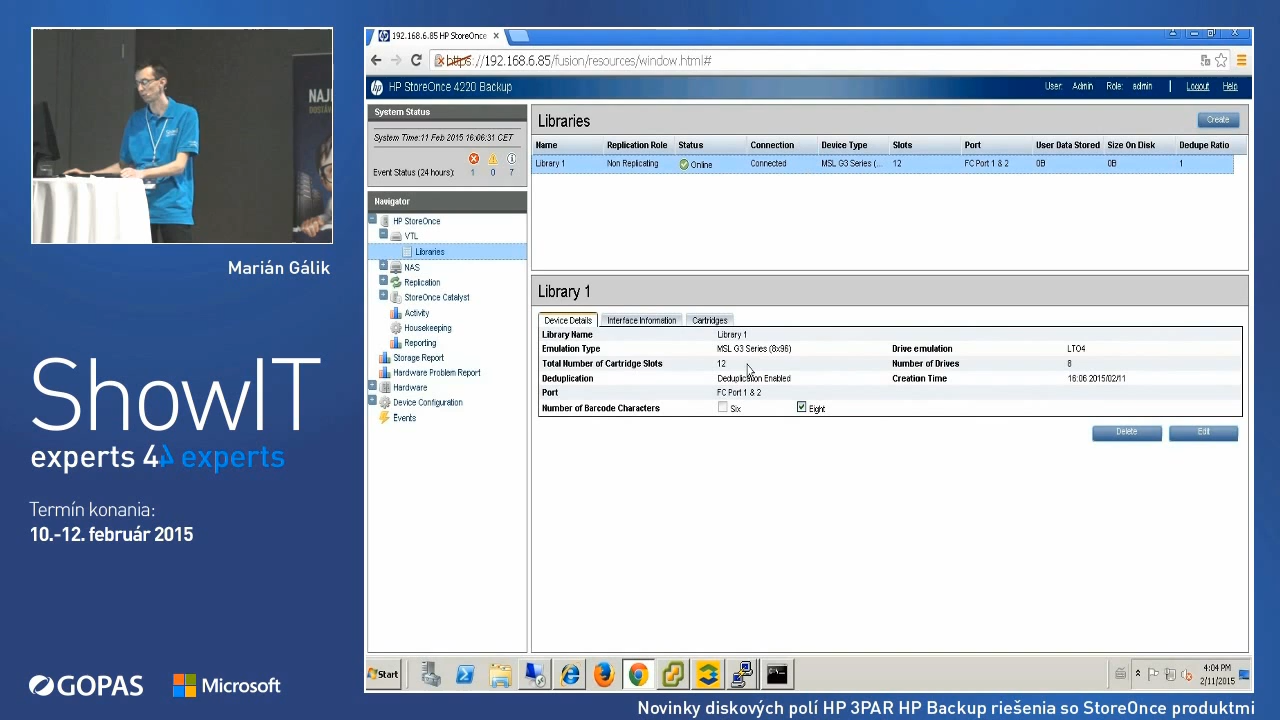 NAJ
Marián Gálik
ShowIT
experts 4 experts
Termín konania:
10.-12. február 2015
GOPAS
Microsoft
192.168.6.85 HP StoreOnce
https://192.168.6.85/fusion/resources/window.html#
HP StoreOnce 4220 Backup
User: Admin Role: admin | Logout Help
System Status
System Time:11 Feb 2015 16:06:31 CET
Event Status (24 hours): 1 0 7
Navigator
HP StoreOnce
VTL
Libraries
NAS
Replication
StoreOnce Catalyst
Activity
Housekeeping
Reporting
Storage Report
Hardware Problem Report
Hardware
Device Configuration
Events
Libraries
Create
Name Replication Role Status Connection Device Type Slots Port User Data Stored Size On Disk Dedupe Ratio
Library 1 Non Replicating Online Connected MSL G3 Series (... 12 FC Port 1 & 2 0B 0B 1
Library 1
Device Details Interface Information Cartridges
Library Name Library 1
Emulation Type MSL G3 Series (8x96) Drive emulation LTO4
Total Number of Cartridge Slots 12 Number of Drives 8
Deduplication Deduplication Enabled Creation Time 16:06 2015/02/11
Port FC Port 1 & 2
Number of Barcode Characters Six Eight
Delete Edit
Start
4:04 PM
2/11/2015
Novinky diskových polí HP 3PAR HP Backup riešenia so StoreOnce produktmi